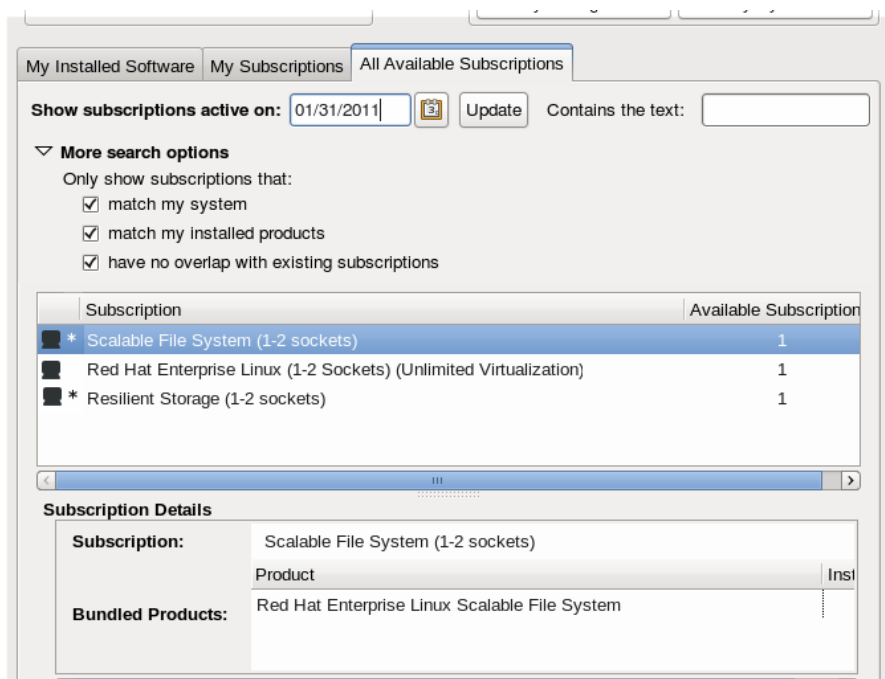 My Installed Software My Subscriptions All Available Subscriptions
Show subscriptions active on: 01/31/2011 Update Contains the text:
More search options
Only show subscriptions that:
match my system
match my installed products
have no overlap with existing subscriptions
Subscription Available Subscription
* Scalable File System (1-2 sockets) 1
Red Hat Enterprise Linux (1-2 Sockets) (Unlimited Virtualization) 1
* Resilient Storage (1-2 sockets) 1
Subscription Details
Subscription: Scalable File System (1-2 sockets)
Product Inst
Bundled Products: Red Hat Enterprise Linux Scalable File System